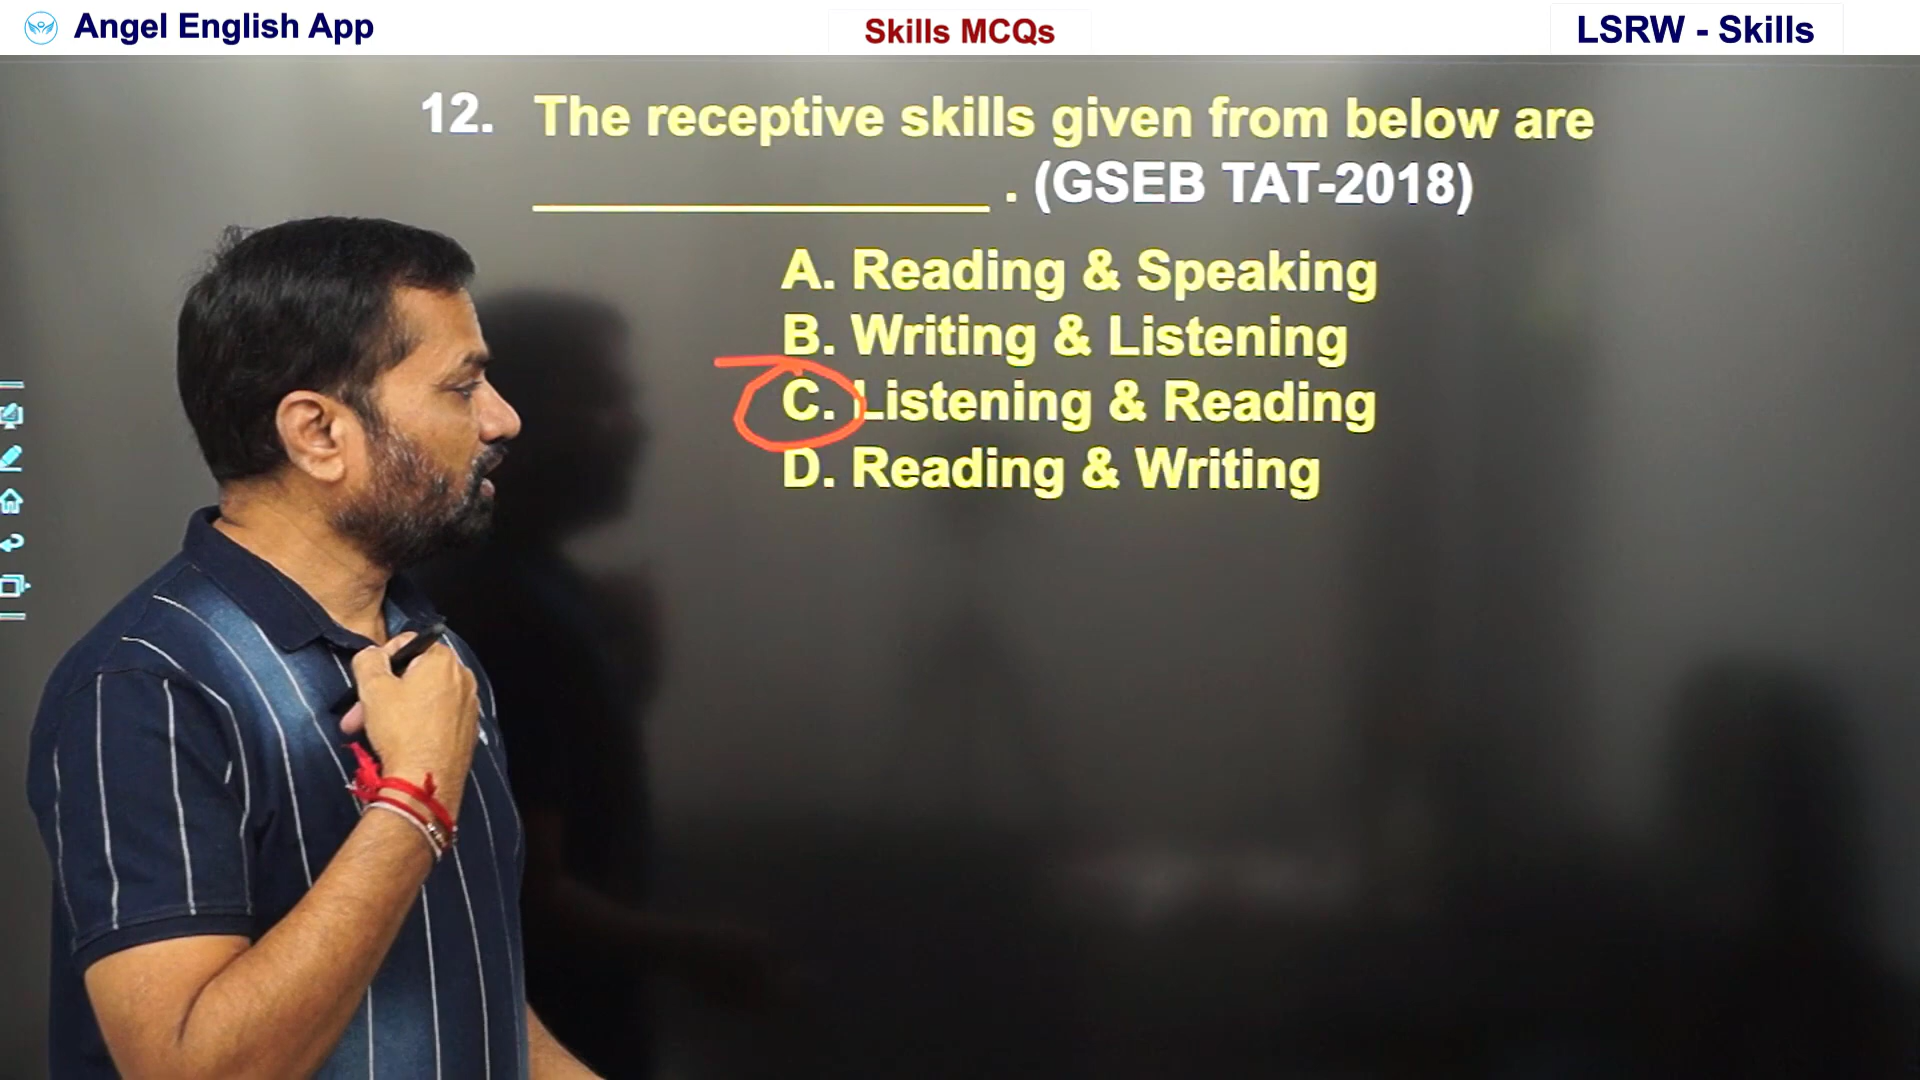 Angel English App
Skills MCQs
LSRW - Skills
12. The receptive skills given from below are
____________ . (GSEB TAT-2018)
A. Reading & Speaking
B. Writing & Listening
C. Listening & Reading
D. Reading & Writing